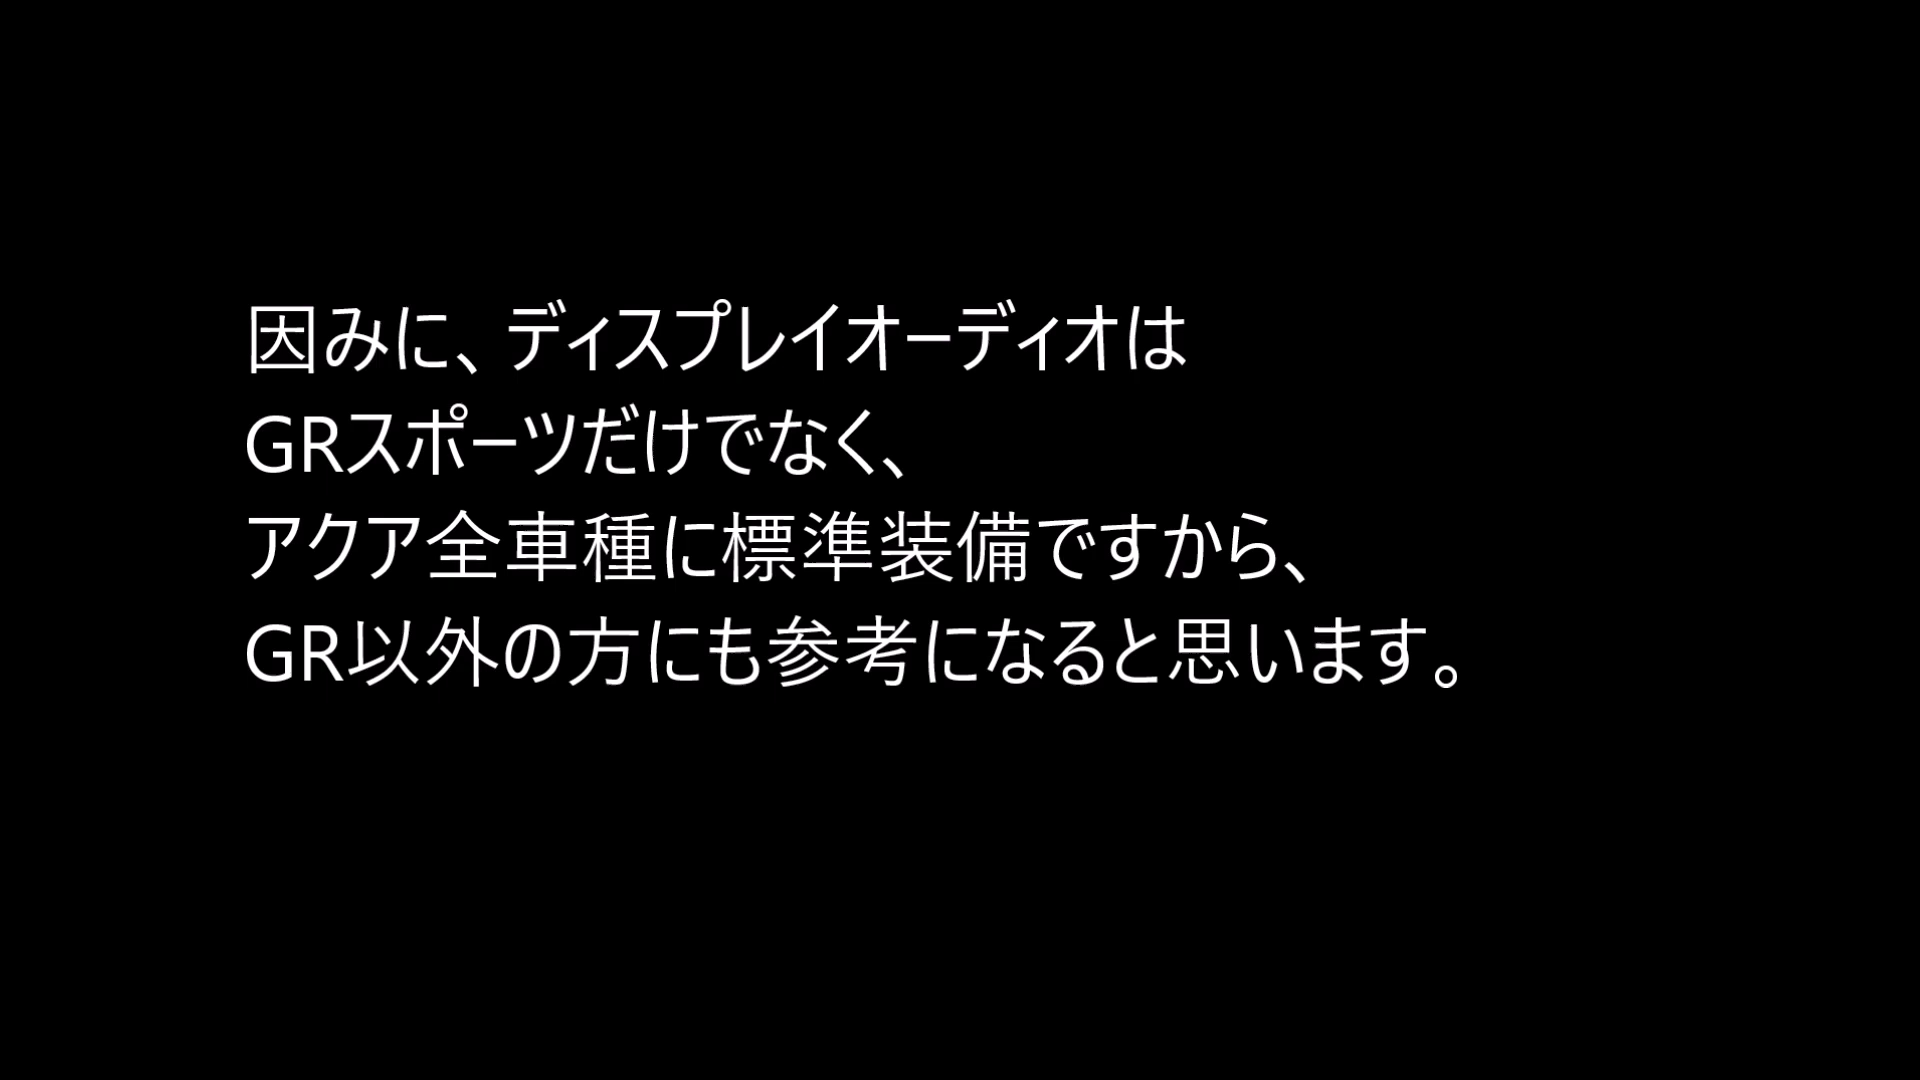 因みに、ディスプレイオーディオは
GRスポーツだけでなく、
アクア全車種に標準装備ですから、
GR以外の方にも参考になると思います。